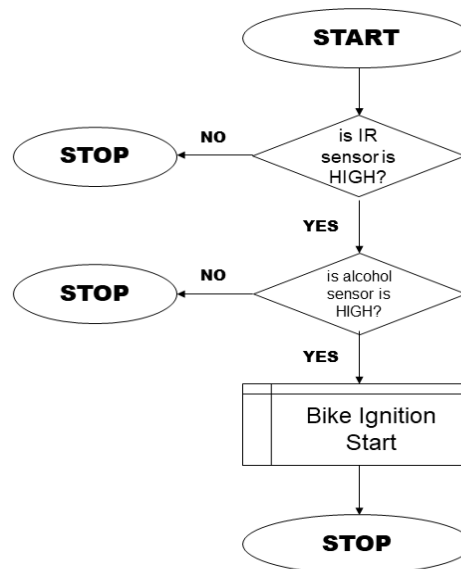 START
is IR
sensor is
HIGH?
NO
STOP
YES
is alcohol
sensor is
HIGH?
NO
STOP
YES
Bike Ignition
Start
STOP